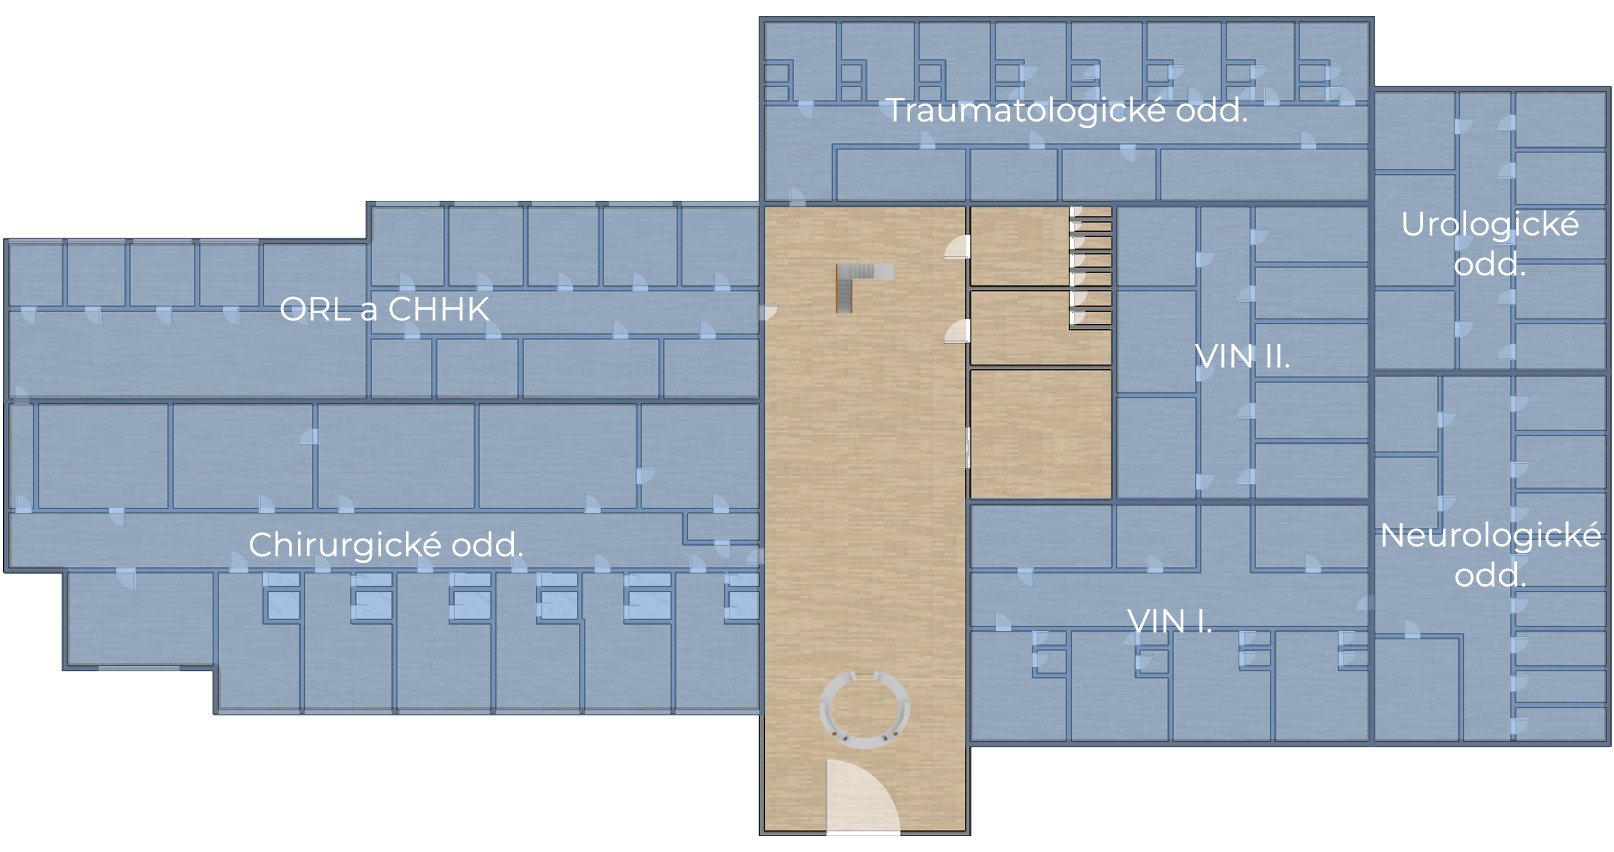 Traumatologické odd.
Urologické
odd.
ORL a CHHK
VIN II.
Chirurgické odd.
Neurologické
odd.
VIN I.